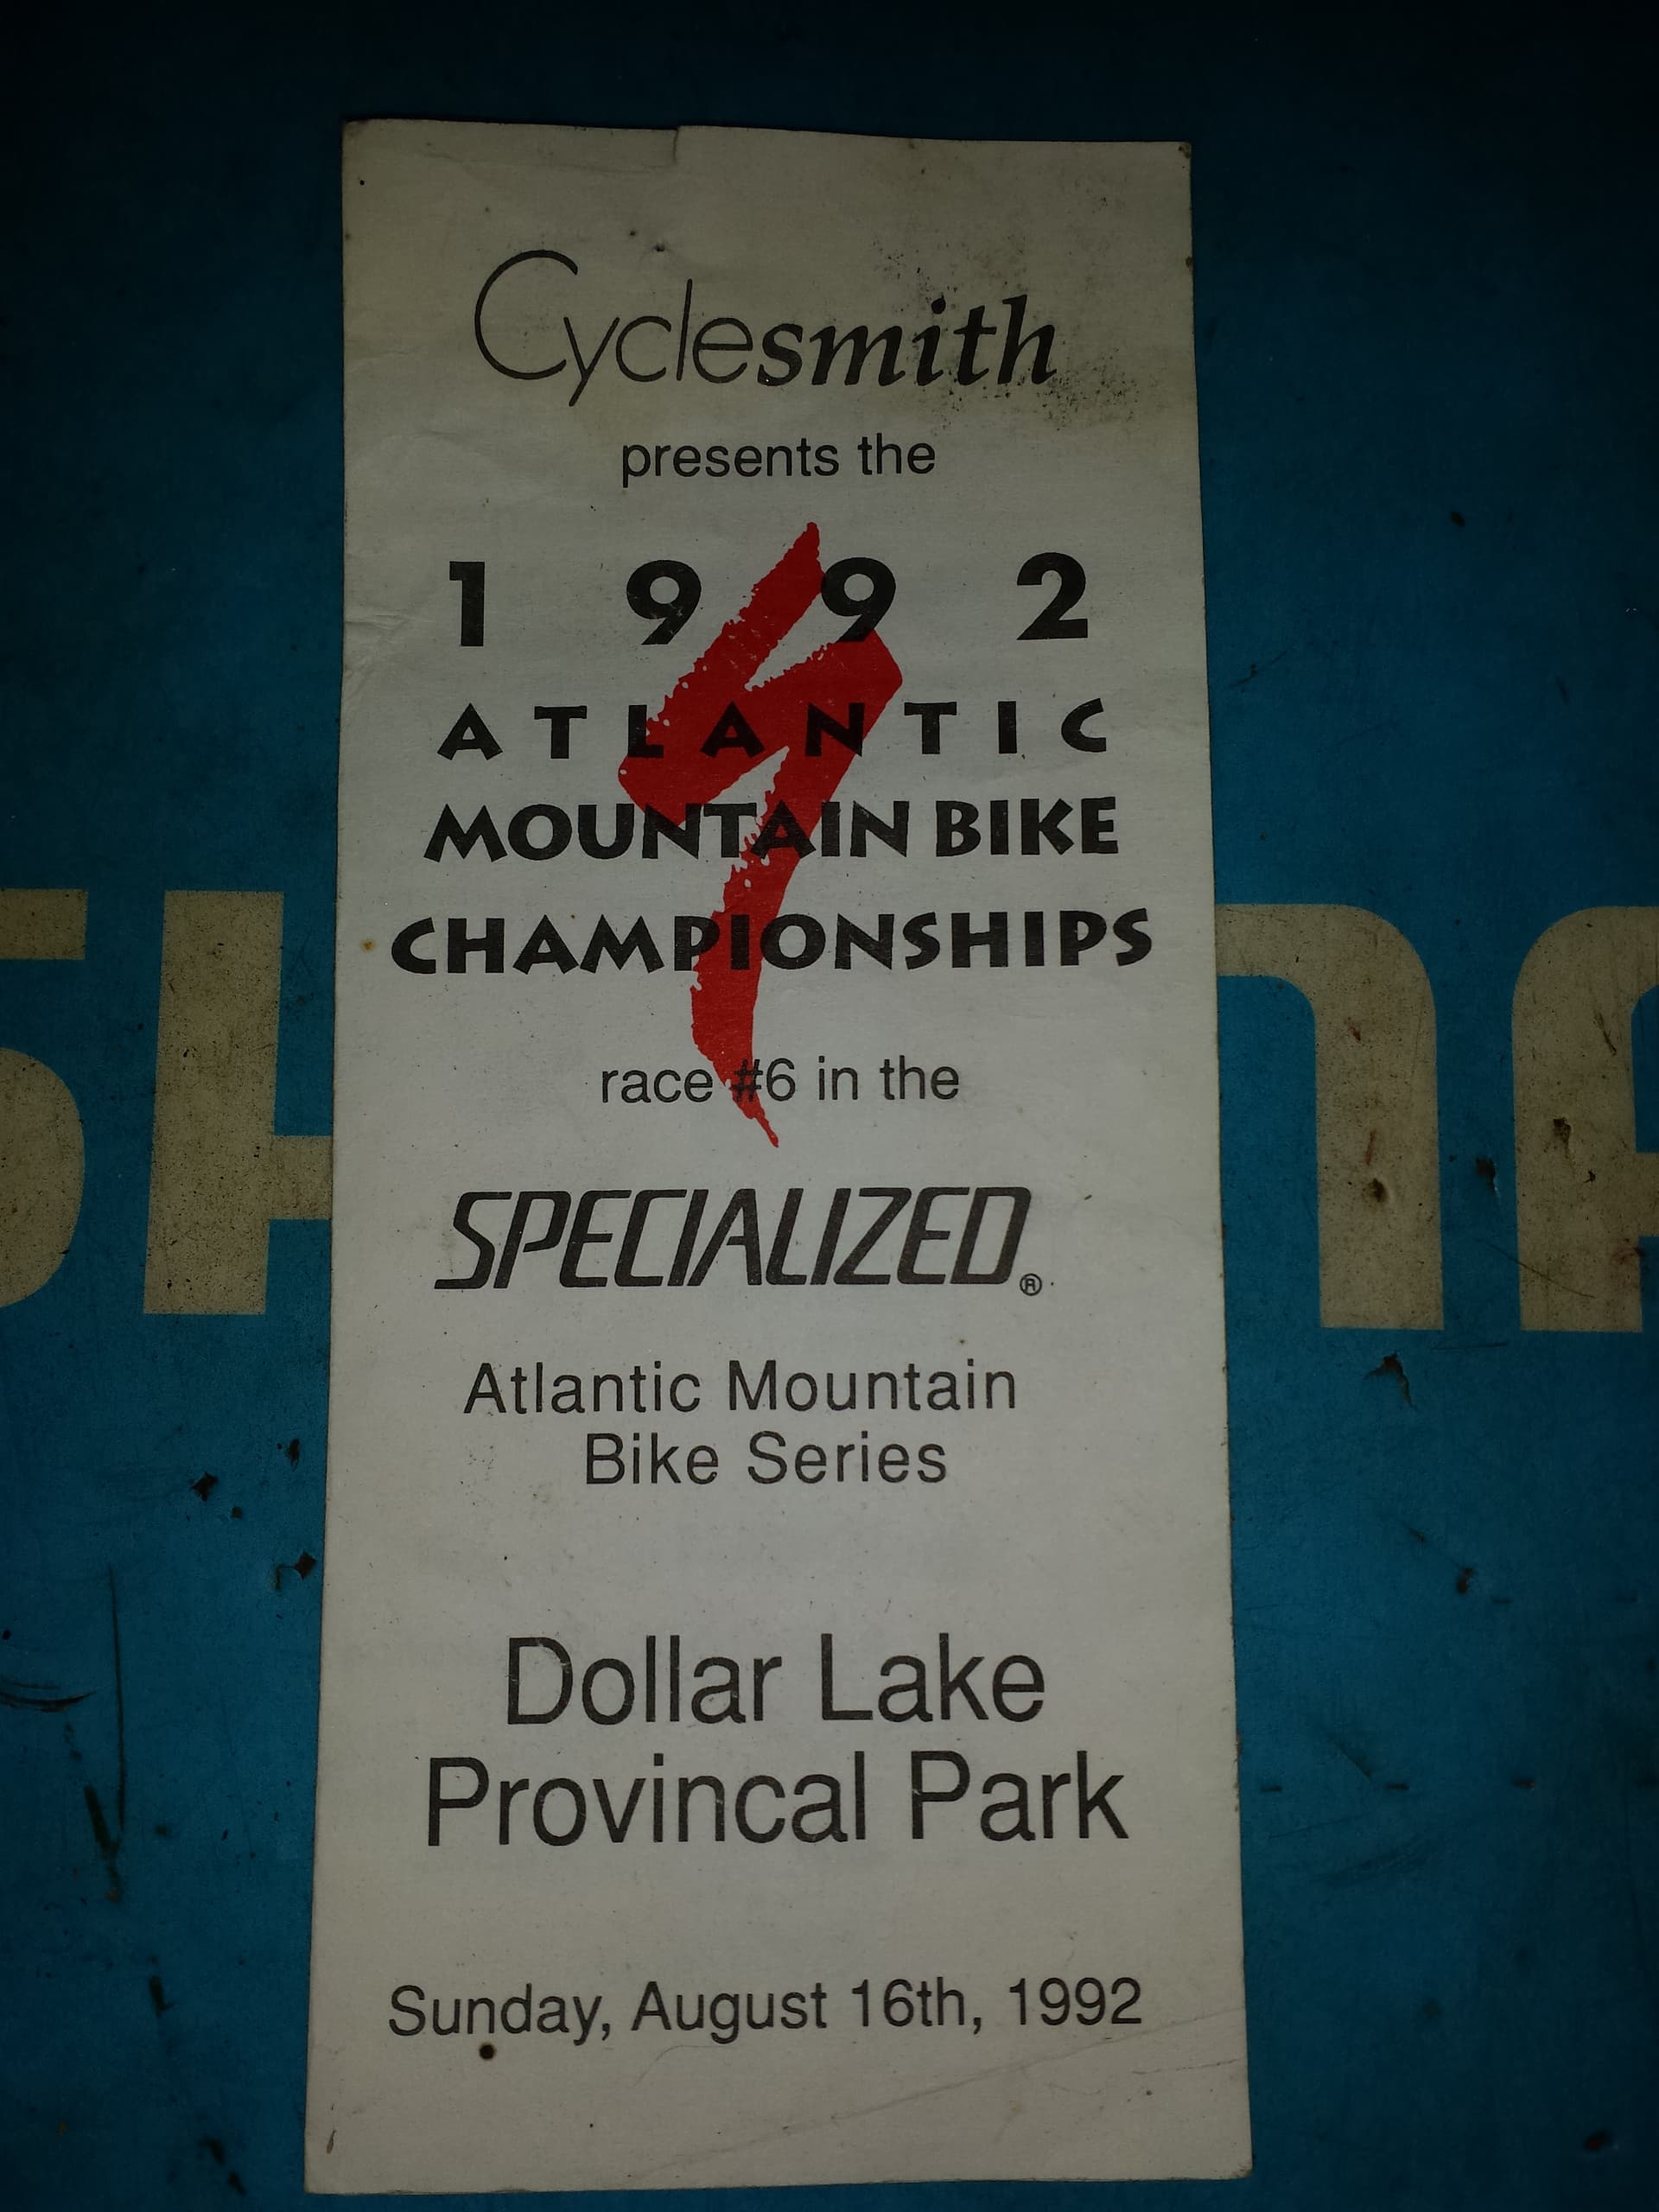 Cyclesmith
presents the
1992
ATLANTIC
MOUNTAIN BIKE
CHAMPIONSHIPS
race #6 in the
SPECIALIZED®
Atlantic Mountain
Bike Series
Dollar Lake
Provincal Park
Sunday, August 16th, 1992